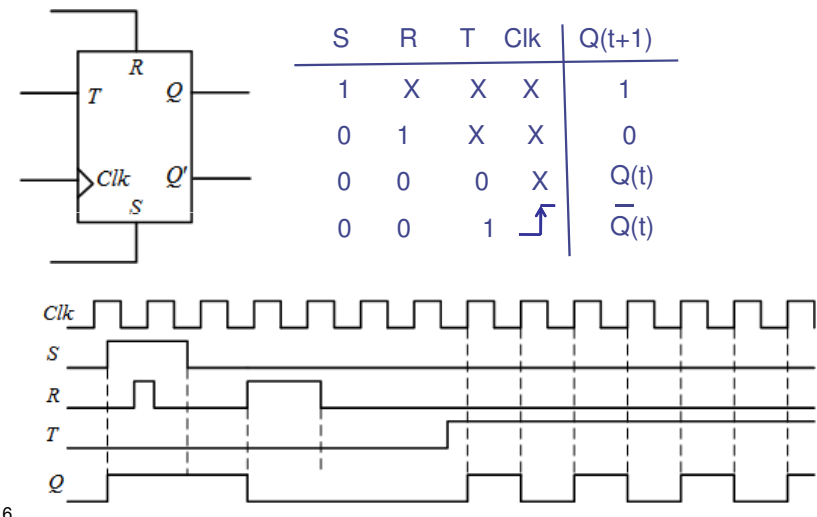 R
T Q
Clk Q'
S
S R T Clk Q(t+1)
1 X X X 1
0 1 X X 0
0 0 0 X Q(t)
0 0 1 Q̅(t)
Clk
S
R
T
Q
6